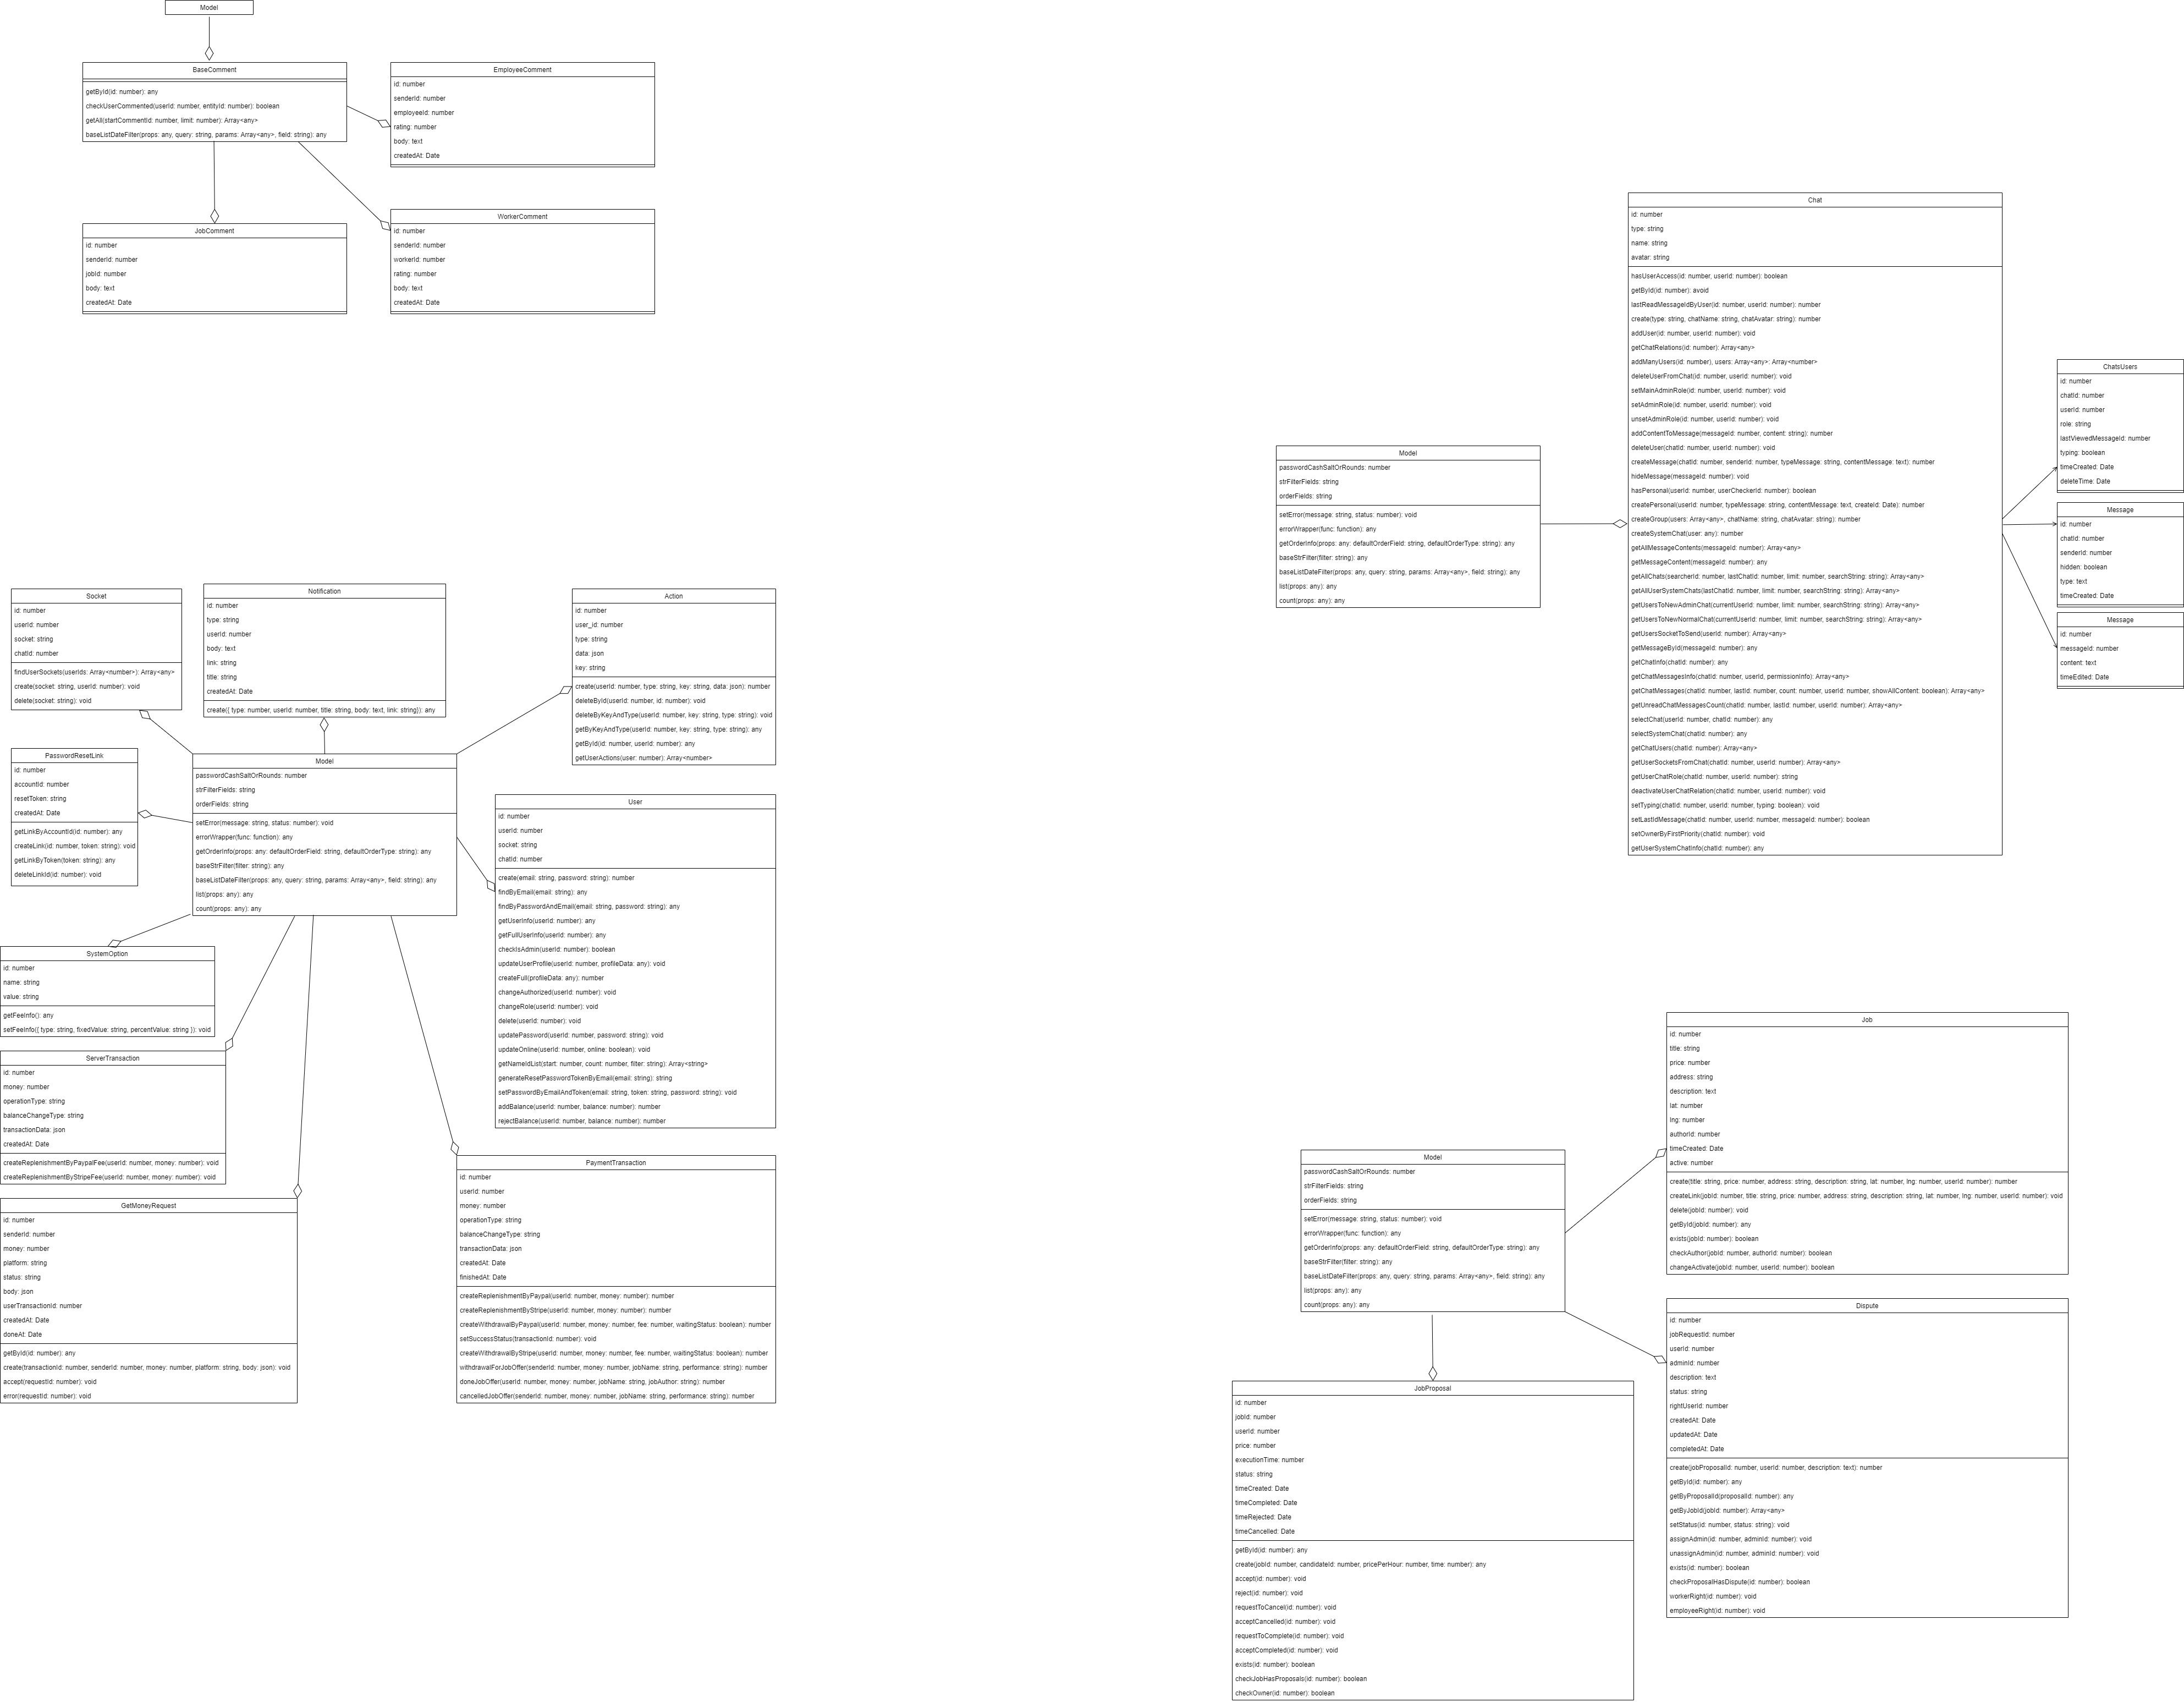 Model
BaseComment
getById(id: number): any
checkUserCommented(userId: number, entityId: number): boolean
getAll(startCommentId: number, limit: number): Array<any>
baseListDateFilter(props: any, query: string, params: Array<any>, field: string): any
EmployeeComment
id: number
senderId: number
employeeId: number
rating: number
body: text
createdAt: Date
JobComment
id: number
senderId: number
jobId: number
body: text
createdAt: Date
WorkerComment
id: number
senderId: number
workerId: number
rating: number
body: text
createdAt: Date
Socket
id: number
userId: number
socket: string
chatId: number
findUserSockets(userIds: Array<number>): Array<any>
create(socket: string, userId: number): void
delete(socket: string): void
Notification
id: number
type: string
userId: number
body: text
link: string
title: string
createdAt: Date
create({ type: number, userId: number, title: string, body: text, link: string}): any
Action
id: number
user_id: number
type: string
data: json
key: string
create(userId: number, type: string, key: string, data: json): number
deleteById(userId: number, id: number): void
deleteByKeyAndType(userId: number, key: string, type: string): void
getByKeyAndType(userId: number, key: string, type: string): any
getById(id: number, userId: number): any
getUserActions(user: number): Array<number>
PasswordResetLink
id: number
accountId: number
resetToken: string
createdAt: Date
getLinkByAccountId(id: number): any
createLink(id: number, token: string): void
getLinkByToken(token: string): any
deleteLinkId(id: number): void
Model
passwordCashSaltOrRounds: number
strFilterFields: string
orderFields: string
setError(message: string, status: number): void
errorWrapper(func: function): any
getOrderInfo(props: any: defaultOrderField: string, defaultOrderType: string): any
baseStrFilter(filter: string): any
baseListDateFilter(props: any, query: string, params: Array<any>, field: string): any
list(props: any): any
count(props: any): any
User
id: number
userId: number
socket: string
chatId: number
create(email: string, password: string): number
findByEmail(email: string): any
findByPasswordAndEmail(email: string, password: string): any
getUserInfo(userId: number): any
getFullUserInfo(userId: number): any
checkIsAdmin(userId: number): boolean
updateUserProfile(userId: number, profileData: any): void
createFull(profileData: any): number
changeAuthorized(userId: number): void
changeRole(userId: number): void
delete(userId: number): void
updatePassword(userId: number, password: string): void
updateOnline(userId: number, online: boolean): void
getNameIdList(start: number, count: number, filter: string): Array<string>
generateResetPasswordTokenByEmail(email: string): string
setPasswordByEmailAndToken(email: string, token: string, password: string): void
addBalance(userId: number, balance: number): number
rejectBalance(userId: number, balance: number): number
SystemOption
id: number
name: string
value: string
getFeeInfo(): any
setFeeInfo({ type: string, fixedValue: string, percentValue: string }): void
ServerTransaction
id: number
money: number
operationType: string
balanceChangeType: string
transactionData: json
createdAt: Date
createReplenishmentByPaypalFee(userId: number, money: number): void
createReplenishmentByStripeFee(userId: number, money: number): void
GetMoneyRequest
id: number
senderId: number
money: number
platform: string
status: string
body: json
userTransactionId: number
createdAt: Date
doneAt: Date
getById(id: number): any
create(transactionId: number, senderId: number, money: number, platform: string, body: json): void
accept(requestId: number): void
error(requestId: number): void
PaymentTransaction
id: number
userId: number
money: number
operationType: string
balanceChangeType: string
transactionData: json
createdAt: Date
finishedAt: Date
createReplenishmentByPaypal(userId: number, money: number): number
createReplenishmentByStripe(userId: number, money: number): number
createWithdrawalByPaypal(userId: number, money: number, fee: number, waitingStatus: boolean): number
setSuccessStatus(transactionId: number): void
createWithdrawalByStripe(userId: number, money: number, fee: number, waitingStatus: boolean): number
withdrawalForJobOffer(senderId: number, money: number, jobName: string, performance: string): number
doneJobOffer(userId: number, money: number, jobName: string, jobAuthor: string): number
cancelledJobOffer(senderId: number, money: number, jobName: string, performance: string): number
Model
passwordCashSaltOrRounds: number
strFilterFields: string
orderFields: string
setError(message: string, status: number): void
errorWrapper(func: function): any
getOrderInfo(props: any: defaultOrderField: string, defaultOrderType: string): any
baseStrFilter(filter: string): any
baseListDateFilter(props: any, query: string, params: Array<any>, field: string): any
list(props: any): any
count(props: any): any
Chat
id: number
type: string
name: string
avatar: string
hasUserAccess(id: number, userId: number): boolean
getById(id: number): avoid
lastReadMessageIdByUser(id: number, userId: number): number
create(type: string, chatName: string, chatAvatar: string): number
addUser(id: number, userId: number): void
getChatRelations(id: number): Array<any>
addManyUsers(id: number), users: Array<any>: Array<number>
deleteUserFromChat(id: number, userId: number): void
setMainAdminRole(id: number, userId: number): void
setAdminRole(id: number, userId: number): void
unsetAdminRole(id: number, userId: number): void
addContentToMessage(messageId: number, content: string): number
deleteUser(chatId: number, userId: number): void
createMessage(chatId: number, senderId: number, typeMessage: string, contentMessage: text): number
hideMessage(messageId: number): void
hasPersonal(userId: number, userCheckerId: number): boolean
createPersonal(userId: number, typeMessage: string, contentMessage: text, createId: Date): number
createGroup(users: Array<any>, chatName: string, chatAvatar: string): number
createSystemChat(user: any): number
getAllMessageContents(messageId: number): Array<any>
getMessageContent(messageId: number): any
getAllChats(searcherId: number, lastChatId: number, limit: number, searchString: string): Array<any>
getAllUserSystemChats(lastChatId: number, limit: number, searchString: string): Array<any>
getUsersToNewAdminChat(currentUserId: number, limit: number, searchString: string): Array<any>
getUsersToNewNormalChat(currentUserId: number, limit: number, searchString: string): Array<any>
getUsersSocketToSend(userId: number): Array<any>
getMessageById(messageId: number): any
getChatInfo(chatId: number): any
getChatMessagesInfo(chatId: number, userId, permissionInfo): Array<any>
getChatMessages(chatId: number, lastId: number, count: number, userId: number, showAllContent: boolean): Array<any>
getUnreadChatMessagesCount(chatId: number, lastId: number, userId: number): Array<any>
selectChat(userId: number, chatId: number): any
selectSystemChat(chatId: number): any
getChatUsers(chatId: number): Array<any>
getUserSocketsFromChat(chatId: number, userId: number): Array<any>
getUserChatRole(chatId: number, userId: number): string
deactivateUserChatRelation(chatId: number, userId: number): void
setTyping(chatId: number, userId: number, typing: boolean): void
setLastIdMessage(chatId: number, userId: number, messageId: number): boolean
setOwnerByFirstPriority(chatId: number): void
getUserSystemChatInfo(chatId: number): any
ChatsUsers
id: number
chatId: number
userId: number
role: string
lastViewedMessageId: number
typing: boolean
timeCreated: Date
deleteTime: Date
Message
id: number
chatId: number
senderId: number
hidden: boolean
type: text
timeCreated: Date
Message
id: number
messageId: number
content: text
timeEdited: Date
Model
passwordCashSaltOrRounds: number
strFilterFields: string
orderFields: string
setError(message: string, status: number): void
errorWrapper(func: function): any
getOrderInfo(props: any: defaultOrderField: string, defaultOrderType: string): any
baseStrFilter(filter: string): any
baseListDateFilter(props: any, query: string, params: Array<any>, field: string): any
list(props: any): any
count(props: any): any
Job
id: number
title: string
price: number
address: string
description: text
lat: number
lng: number
authorId: number
timeCreated: Date
active: number
create(title: string, price: number, address: string, description: string, lat: number, lng: number, userId: number): number
createLink(jobId: number, title: string, price: number, address: string, description: string, lat: number, lng: number, userId: number): void
delete(jobId: number): void
getById(jobId: number): any
exists(jobId: number): boolean
checkAuthor(jobId: number, authorId: number): boolean
changeActivate(jobId: number, userId: number): boolean
Dispute
id: number
jobRequestId: number
userId: number
adminId: number
description: text
status: string
rightUserId: number
createdAt: Date
updatedAt: Date
completedAt: Date
create(jobProposalId: number, userId: number, description: text): number
getById(id: number): any
getByProposalId(proposalId: number): any
getByJobId(jobId: number): Array<any>
setStatus(id: number, status: string): void
assignAdmin(id: number, adminId: number): void
unassignAdmin(id: number, adminId: number): void
exists(id: number): boolean
checkProposalHasDispute(id: number): boolean
workerRight(id: number): void
employeeRight(id: number): void
JobProposal
id: number
jobId: number
userId: number
price: number
executionTime: number
status: string
timeCreated: Date
timeCompleted: Date
timeRejected: Date
timeCancelled: Date
getById(id: number): any
create(jobId: number, candidateId: number, pricePerHour: number, time: number): any
accept(id: number): void
reject(id: number): void
requestToCancel(id: number): void
acceptCancelled(id: number): void
requestToComplete(id: number): void
acceptCompleted(id: number): void
exists(id: number): boolean
checkJobHasProposals(id: number): boolean
checkOwner(id: number): boolean